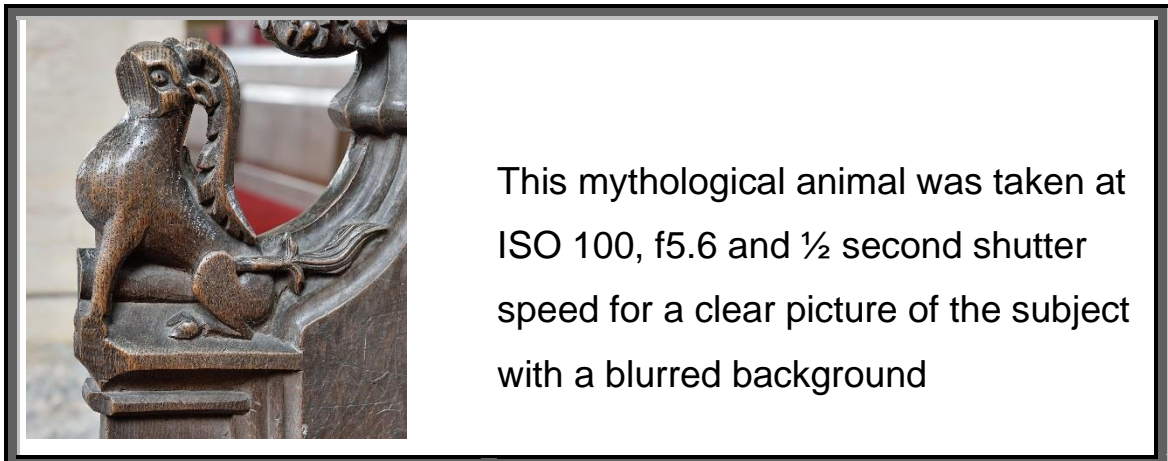 This mythological animal was taken at
ISO 100, f5.6 and ½ second shutter
speed for a clear picture of the subject
with a blurred background